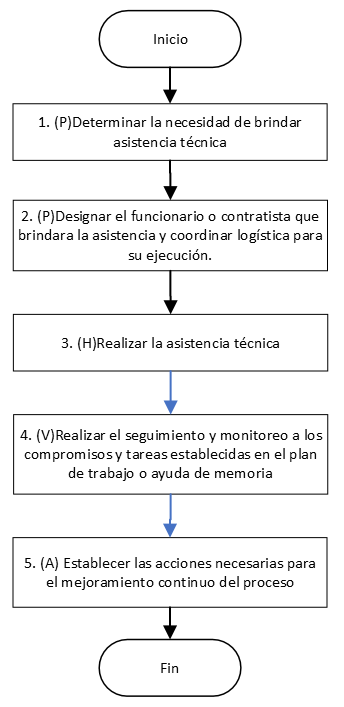 Inicio
1. (P)Determinar la necesidad de brindar
asistencia técnica
2. (P)Designar el funcionario o contratista que
brindara la asistencia y coordinar logística para
su ejecución.
3. (H)Realizar la asistencia técnica
4. (V)Realizar el seguimiento y monitoreo a los
compromisos y tareas establecidas en el plan
de trabajo o ayuda de memoria
5. (A) Establecer las acciones necesarias para
el mejoramiento continuo del proceso
Fin